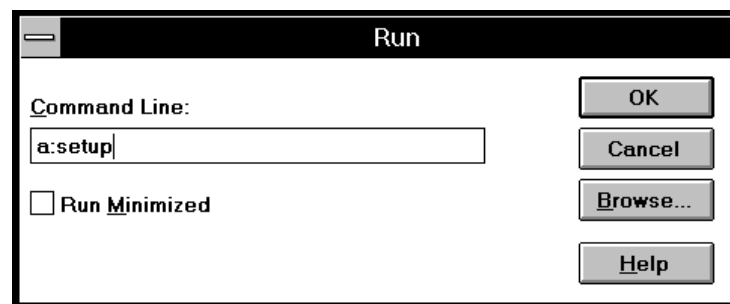 Run
Command Line:
a:setup
Run Minimized
OK
Cancel
Browse...
Help